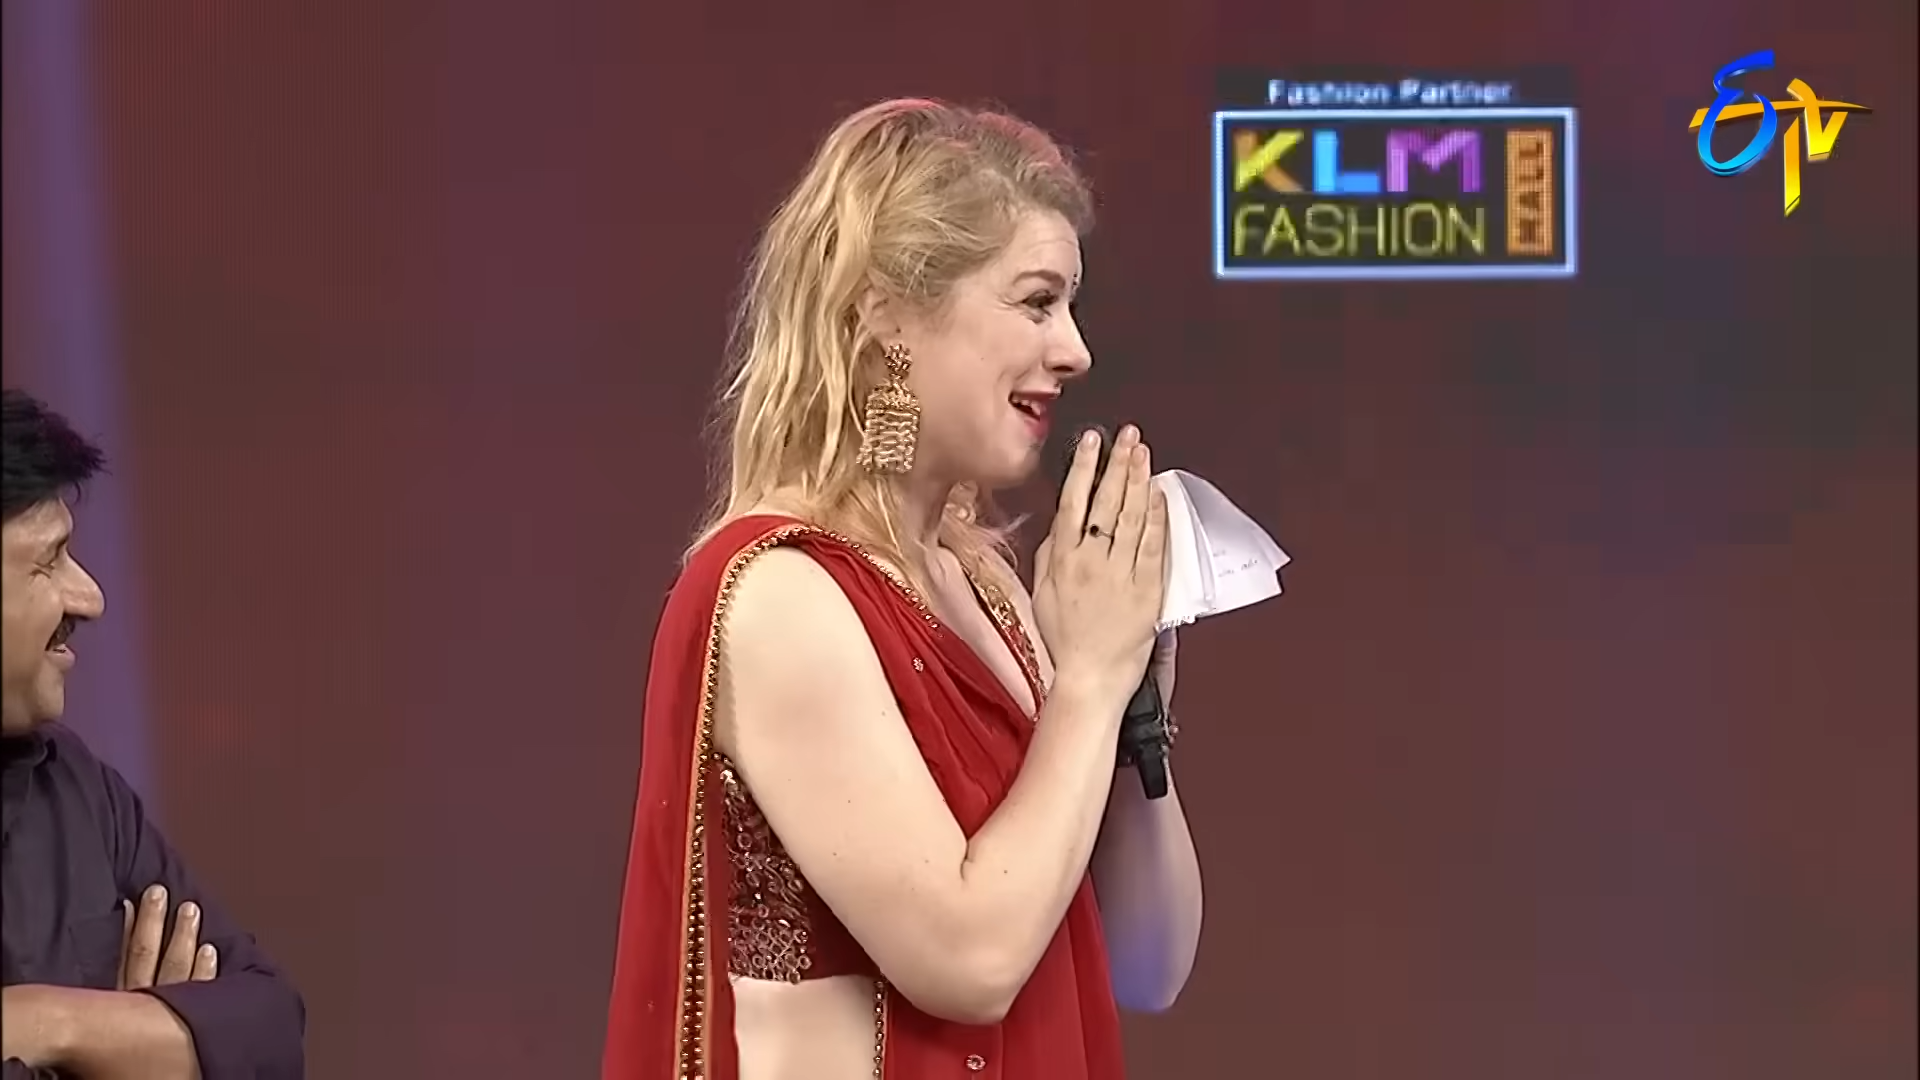 Fashion Partner
KLM
FASHION
MALL
ETV